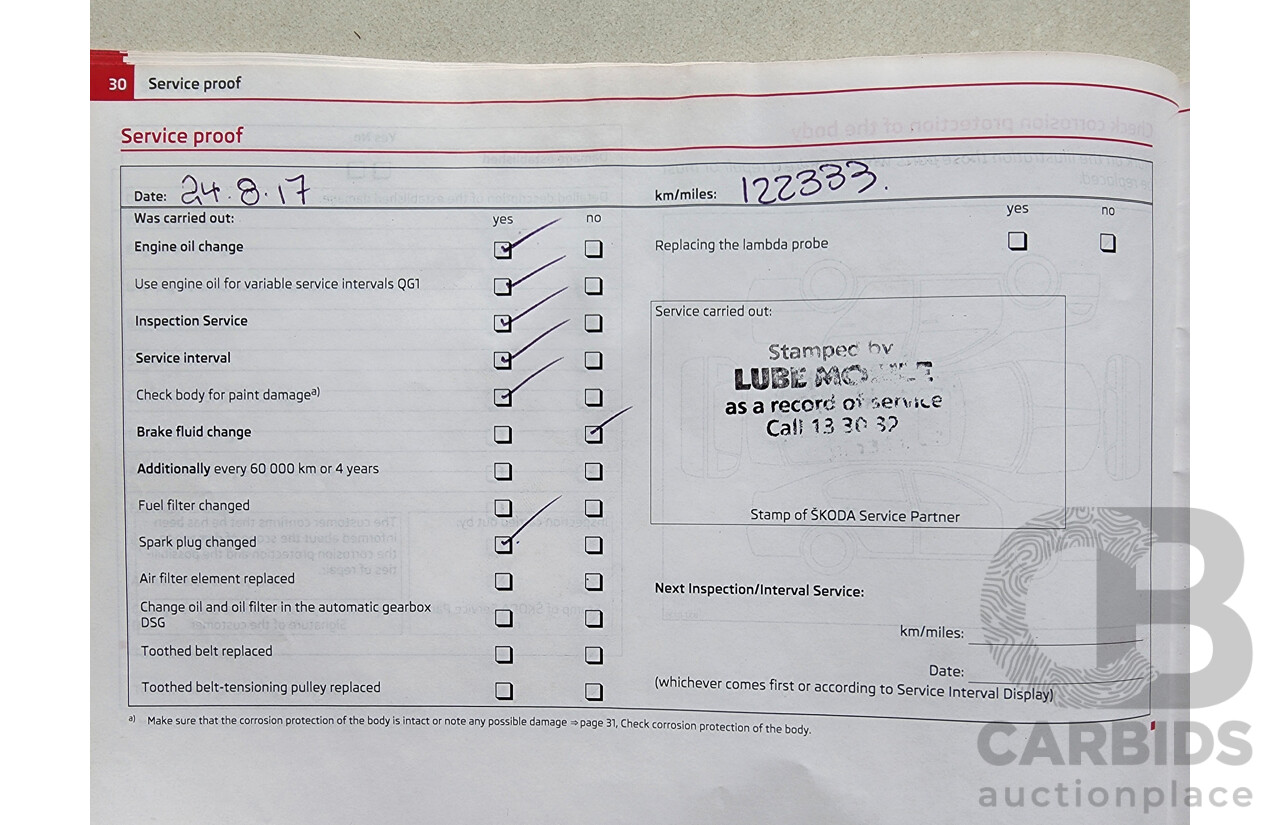 30 Service proof
Service proof
Date: 24.8.17 km/miles: 122333.
Was carried out: yes no yes no
Engine oil change Replacing the lambda probe
Use engine oil for variable service intervals QG1
Inspection Service
Service interval
Check body for paint damage a)
Brake fluid change
Additionally every 60 000 km or 4 years
Fuel filter changed
Spark plug changed
Air filter element replaced
Change oil and oil filter in the automatic gearbox
DSG
Toothed belt replaced
Toothed belt-tensioning pulley replaced
Service carried out:
Stamped by
LUBE
as a record of service
Call 13 30 32
Stamp of ŠKODA Service Partner
Next Inspection/Interval Service:
km/miles:
Date:
(whichever comes first or according to Service Interval Display)
a) Make sure that the corrosion protection of the body is intact or note any possible damage ⇒ page 31, Check corrosion protection of the body.
CARBIDS
auctionplace